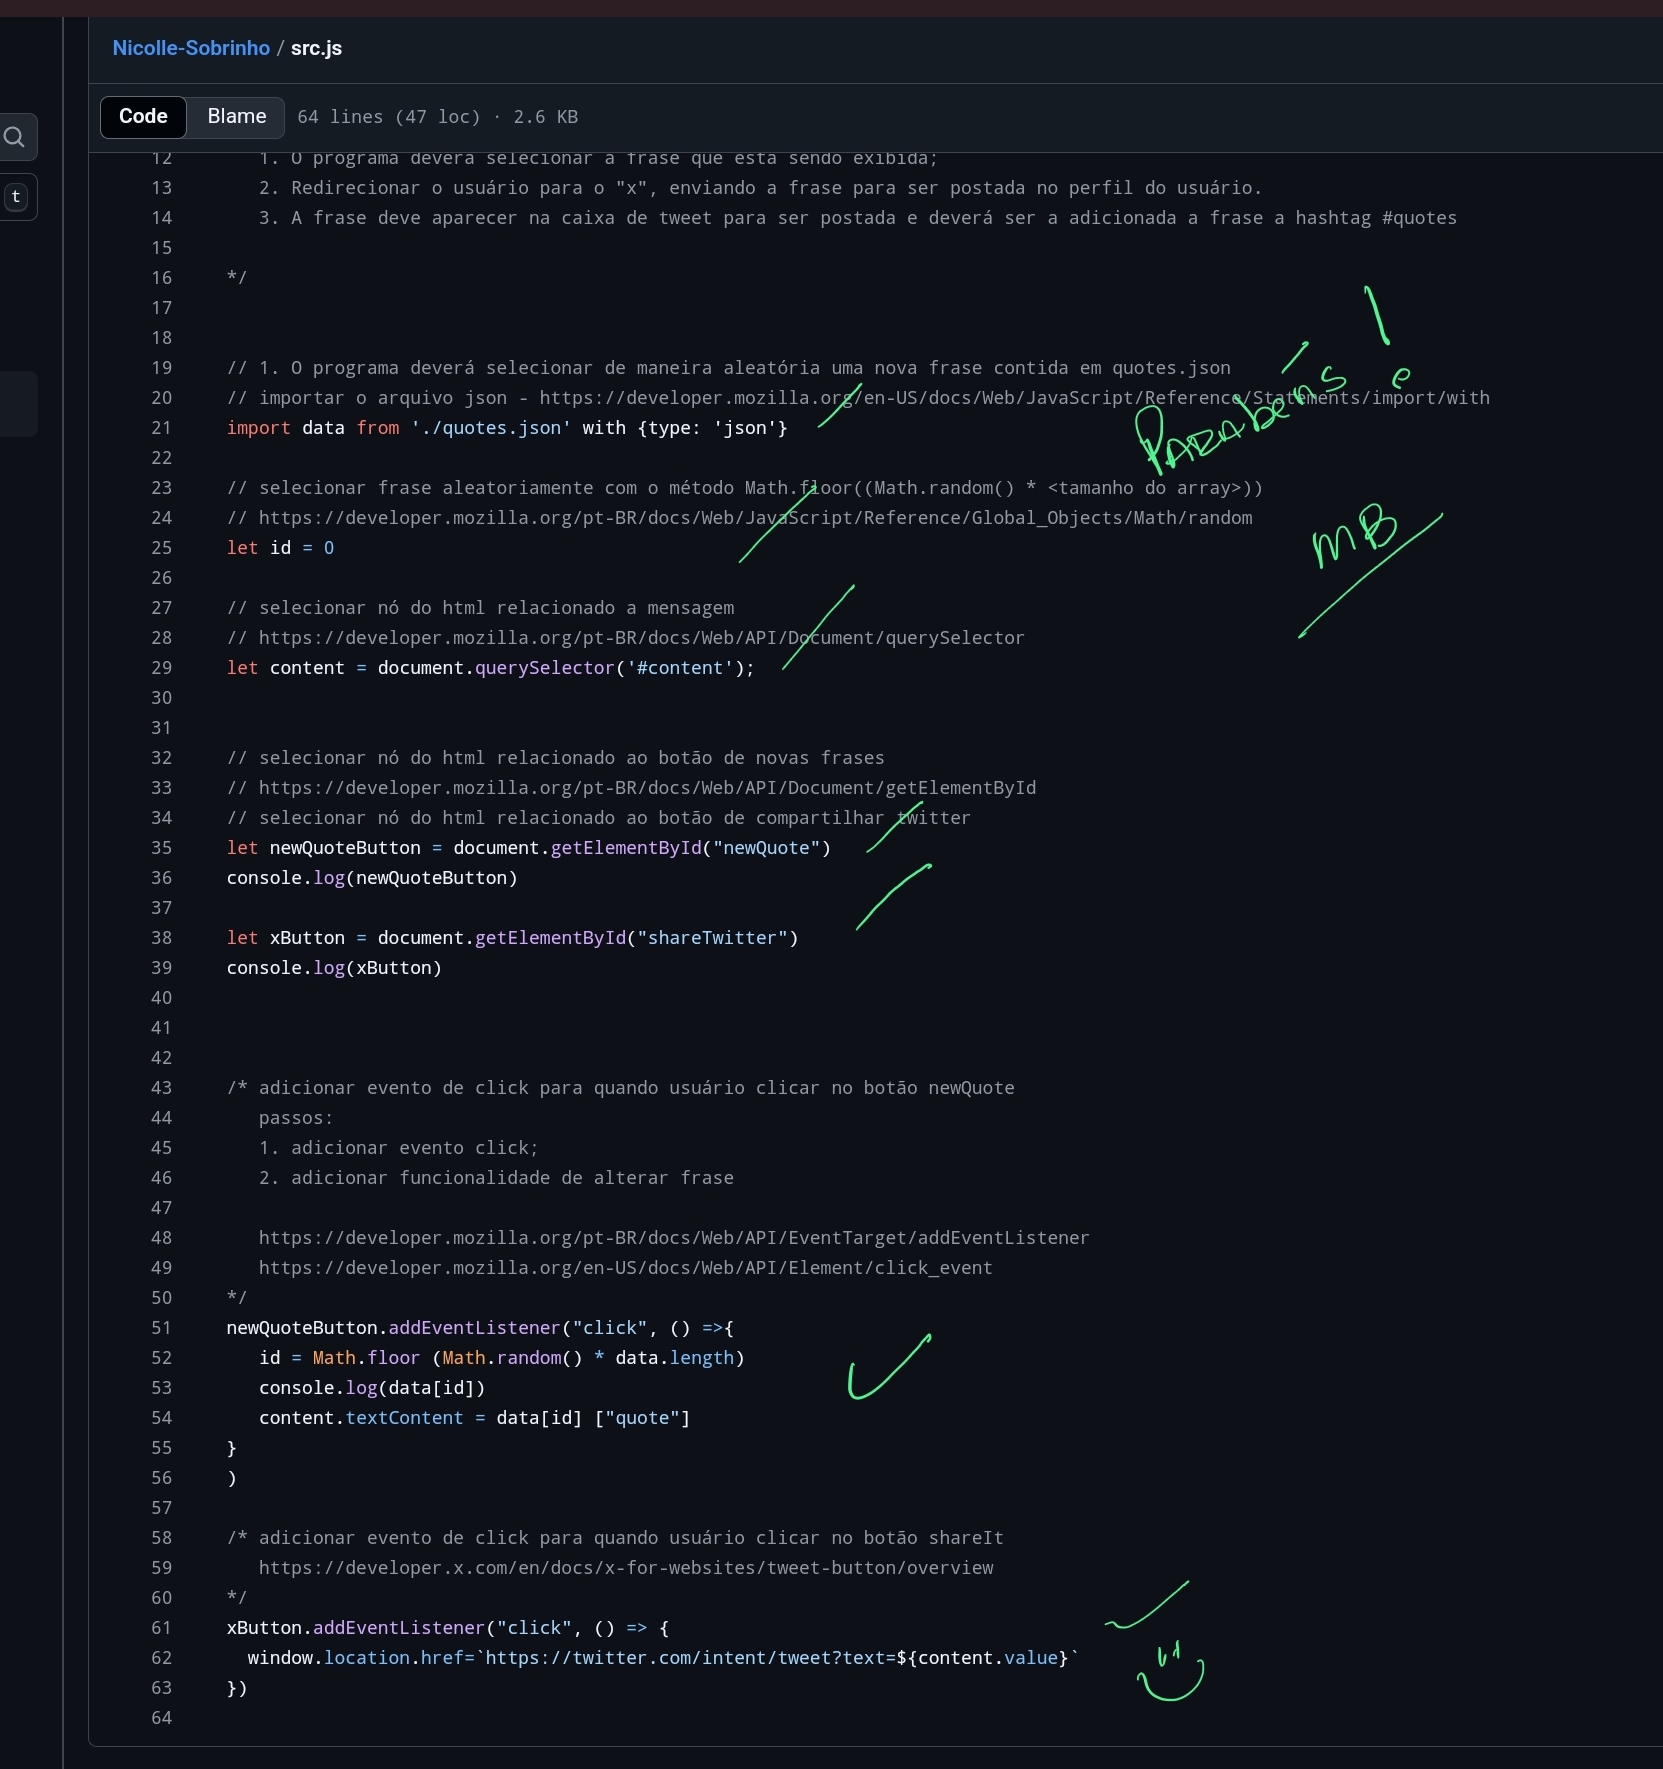 Nicolle-Sobrinho / src.js
Code Blame 64 lines (47 loc) · 2.6 KB
t
12 1. O programa deverá selecionar a frase que está sendo exibida;
13 2. Redirecionar o usuário para o "x", enviando a frase para ser postada no perfil do usuário.
14 3. A frase deve aparecer na caixa de tweet para ser postada e deverá ser a adicionada a frase a hashtag #quotes
15
16 */
17
18
19 // 1. O programa deverá selecionar de maneira aleatória uma nova frase contida em quotes.json
20 // importar o arquivo json - https://developer.mozilla.org/en-US/docs/Web/JavaScript/Reference/Statements/import/with
21 import data from './quotes.json' with {type: 'json'}
Parabéns!
22
23 // selecionar frase aleatoriamente com o método Math.floor((Math.random() * <tamanho do array>))
24 // https://developer.mozilla.org/pt-BR/docs/Web/JavaScript/Reference/Global_Objects/Math/random
25 let id = 0
MB
26
27 // selecionar nó do html relacionado a mensagem
28 // https://developer.mozilla.org/pt-BR/docs/Web/API/Document/querySelector
29 let content = document.querySelector('#content');
30
31
32 // selecionar nó do html relacionado ao botão de novas frases
33 // https://developer.mozilla.org/pt-BR/docs/Web/API/Document/getElementById
34 // selecionar nó do html relacionado ao botão de compartilhar twitter
35 let newQuoteButton = document.getElementById("newQuote")
36 console.log(newQuoteButton)
37
38 let xButton = document.getElementById("shareTwitter")
39 console.log(xButton)
40
41
42
43 /* adicionar evento de click para quando usuário clicar no botão newQuote
44 passos:
45 1. adicionar evento click;
46 2. adicionar funcionalidade de alterar frase
47
48 https://developer.mozilla.org/pt-BR/docs/Web/API/EventTarget/addEventListener
49 https://developer.mozilla.org/en-US/docs/Web/API/Element/click_event
50 */
51 newQuoteButton.addEventListener("click", () =>{
52 id = Math.floor (Math.random() * data.length)
53 console.log(data[id])
54 content.textContent = data[id] ["quote"]
55 }
56 )
57
58 /* adicionar evento de click para quando usuário clicar no botão shareIt
59 https://developer.x.com/en/docs/x-for-websites/tweet-button/overview
60 */
61 xButton.addEventListener("click", () => {
62 window.location.href=`https://twitter.com/intent/tweet?text=${content.value}`
63 })
64